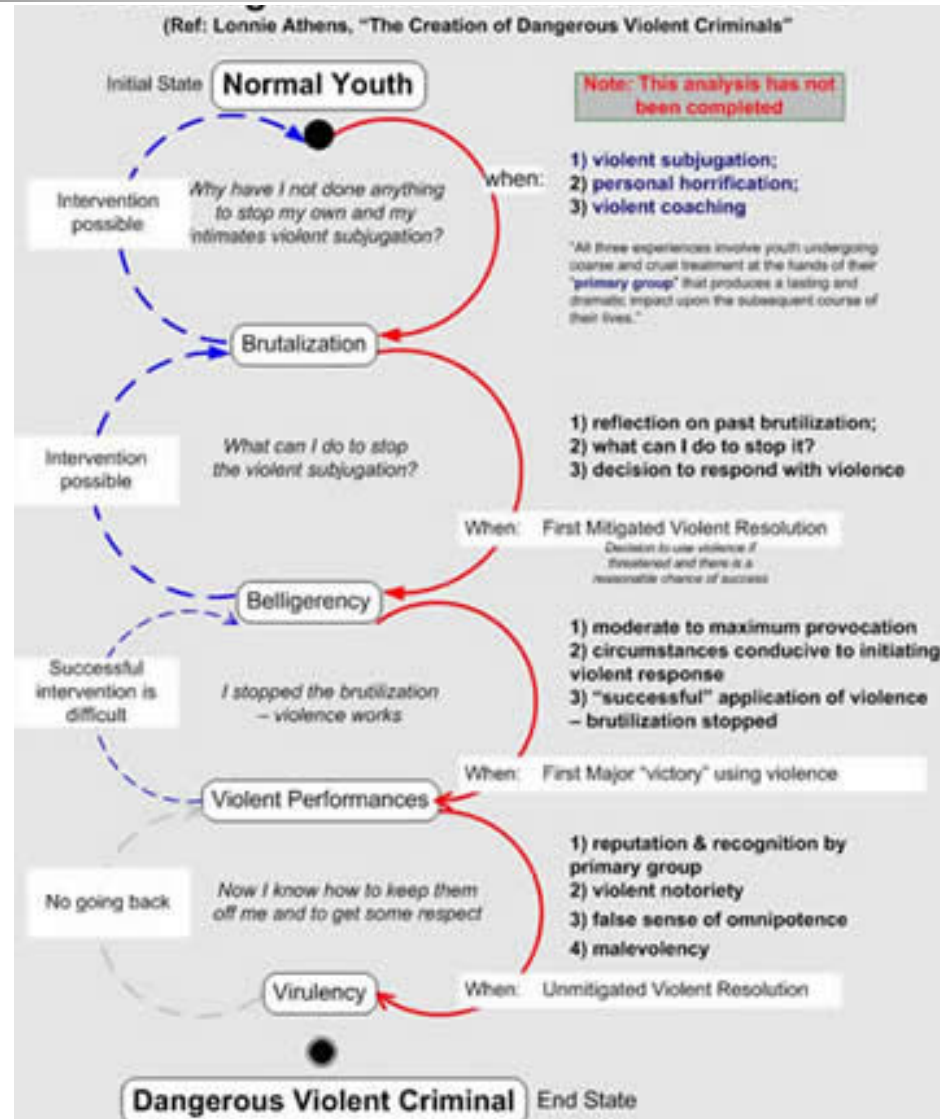 (Ref: Lonnie Athens, “The Creation of Dangerous Violent Criminals”
Initial State
Normal Youth
Note: This analysis has not
been completed
Intervention
possible
Why have I not done anything
to stop my own and my
intimates violent subjugation?
when:
1) violent subjugation;
2) personal horrification;
3) violent coaching
"All three experiences involve youth undergoing
coarse and cruel treatment at the hands of their
"primary group" that produces a lasting and
dramatic impact upon the subsequent course of
their lives."
Brutalization
Intervention
possible
What can I do to stop
the violent subjugation?
1) reflection on past brutilization;
2) what can I do to stop it?
3) decision to respond with violence
When: First Mitigated Violent Resolution
Decision to use violence if
threatened and there is a
reasonable chance of success
Belligerency
Successful
intervention is
difficult
I stopped the brutilization
– violence works
1) moderate to maximum provocation
2) circumstances conducive to initiating
violent response
3) “successful” application of violence
– brutilization stopped
When: First Major “victory” using violence
Violent Performances
No going back
Now I know how to keep them
off me and to get some respect
1) reputation & recognition by
primary group
2) violent notoriety
3) false sense of omnipotence
4) malevolency
When: Unmitigated Violent Resolution
Virulency
Dangerous Violent Criminal
End State